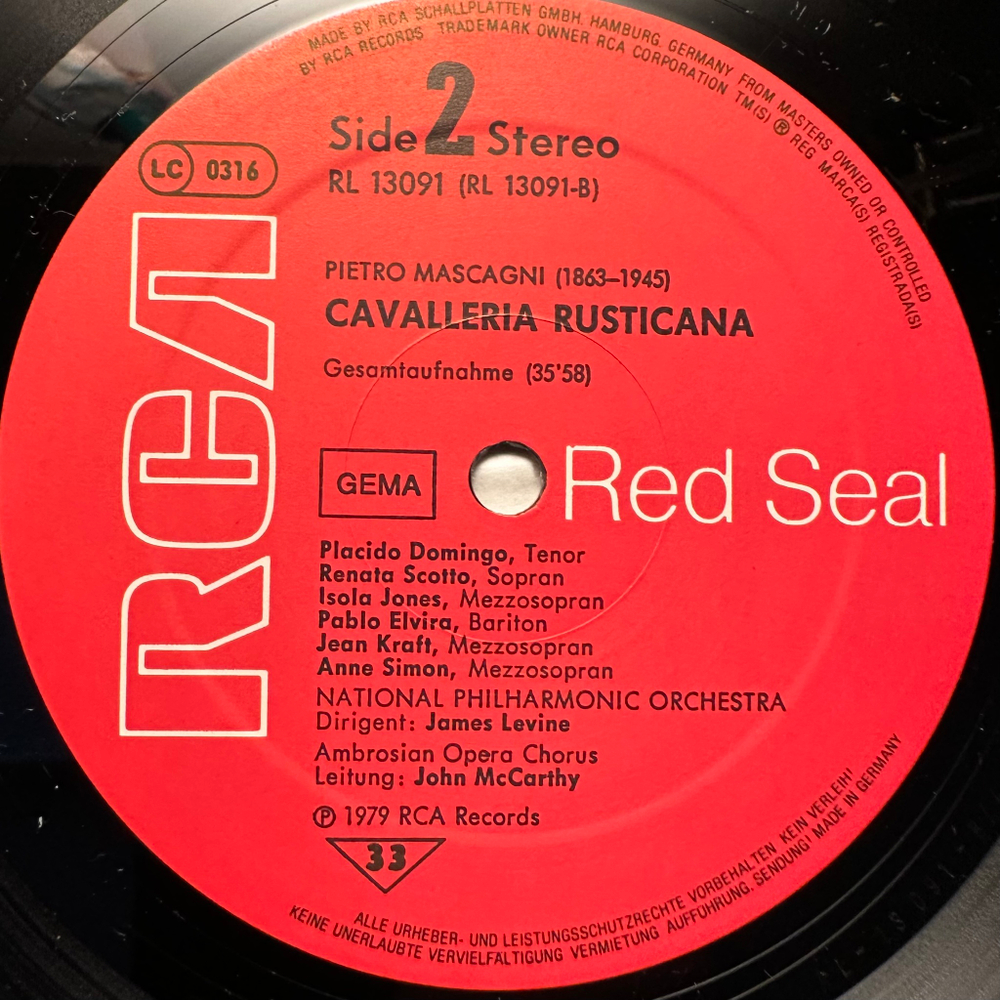 MADE BY RCA SCHALLPLATTEN GMBH. HAMBURG, GERMANY FROM MASTERS OWNED OR CONTROLLED
BY RCA RECORDS TRADEMARK OWNER RCA CORPORATION TM(S) ® REG MARCA(S) REGISTRADA(S)
Side 2 Stereo
LC 0316
RL 13091 (RL 13091-B)
RCA
PIETRO MASCAGNI (1863–1945)
CAVALLERIA RUSTICANA
Gesamtaufnahme (35'58)
GEMA
Red Seal
Placido Domingo, Tenor
Renata Scotto, Sopran
Isola Jones, Mezzosopran
Pablo Elvira, Bariton
Jean Kraft, Mezzosopran
Anne Simon, Mezzosopran
NATIONAL PHILHARMONIC ORCHESTRA
Dirigent: James Levine
Ambrosian Opera Chorus
Leitung: John McCarthy
℗ 1979 RCA Records
33
ALLE URHEBER- UND LEISTUNGSSCHUTZRECHTE VORBEHALTEN KEIN VERLEIH!
KEINE UNERLAUBTE VERVIELFÄLTIGUNG VERMIETUNG AUFFÜHRUNG, SENDUNG! MADE IN GERMANY